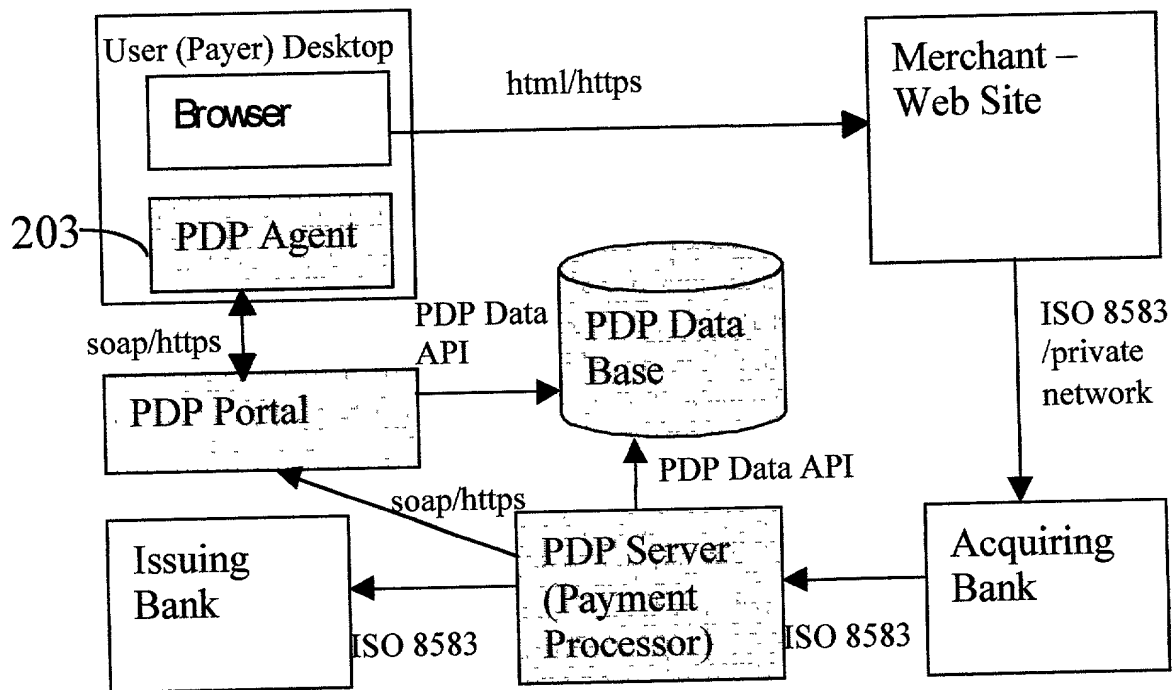 User (Payer) Desktop
Browser
html/https
Merchant –
Web Site
203
PDP Agent
soap/https
PDP Data
API
PDP Data
Base
ISO 8583
/private
network
PDP Portal
PDP Data API
soap/https
Issuing
Bank
ISO 8583
PDP Server
(Payment
Processor)
ISO 8583
Acquiring
Bank